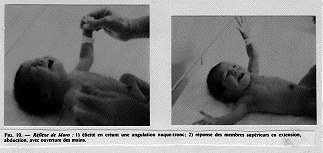 FIG. 10. — Réflexe de Moro : 1) élicité en créant une angulation nuque-tronc; 2) réponse des membres supérieurs en extension,
abduction, avec ouverture des mains.